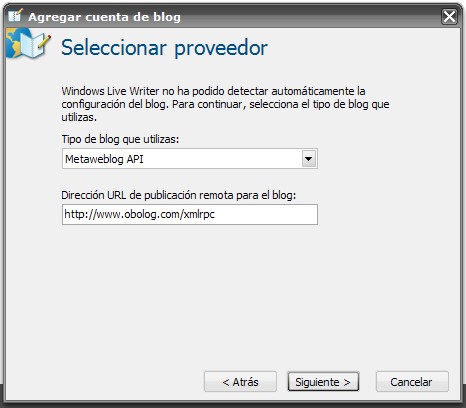 Agregar cuenta de blog
Seleccionar proveedor
Windows Live Writer no ha podido detectar automáticamente la
configuración del blog. Para continuar, selecciona el tipo de blog que
utilizas.
Tipo de blog que utilizas:
Metaweblog API
Dirección URL de publicación remota para el blog:
http://www.obolog.com/xmlrpc
< Atrás
Siguiente >
Cancelar